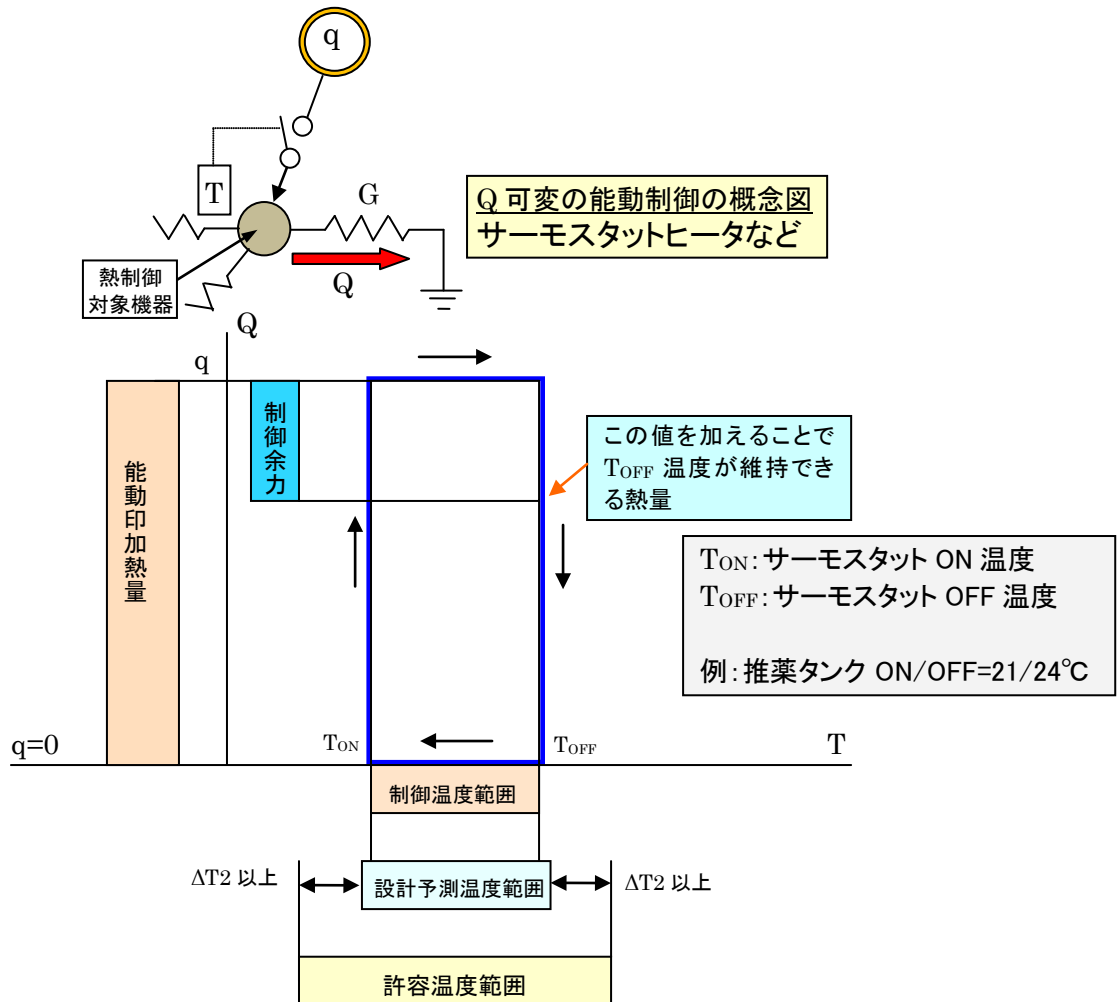 q
T
G
Q 可変の能動制御の概念図
サーモスタットヒータなど
熱制御
対象機器
Q
Q
q
制御余力
能動印加熱量
この値を加えることで
TOFF 温度が維持でき
る熱量
TON：サーモスタット ON 温度
TOFF：サーモスタット OFF 温度
例：推薬タンク ON/OFF=21/24℃
q=0
TON
TOFF
T
制御温度範囲
ΔT2 以上
設計予測温度範囲
ΔT2 以上
許容温度範囲